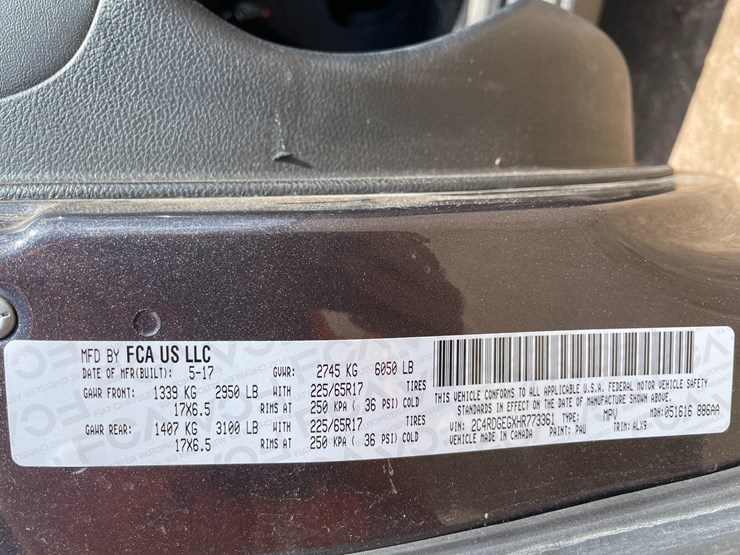 MFD BY FCA US LLC
DATE OF MFR(BUILT): 5-17 GVWR: 2745 KG 6050 LB
GAWR FRONT: 1339 KG 2950 LB WITH 225/65R17 TIRES
17X6.5 RIMS AT 250 KPA ( 36 PSI) COLD
GAWR REAR: 1407 KG 3100 LB WITH 225/65R17 TIRES
17X6.5 RIMS AT 250 KPA ( 36 PSI) COLD
THIS VEHICLE CONFORMS TO ALL APPLICABLE U.S.A. FEDERAL MOTOR VEHICLE SAFETY
STANDARDS IN EFFECT ON THE DATE OF MANUFACTURE SHOWN ABOVE.
VIN: 2C4RDGEGXHR773361 TYPE: MPV MDH: 051616 886AA
VEHICLE MADE IN CANADA PAINT: PAU TRIM: ALX9